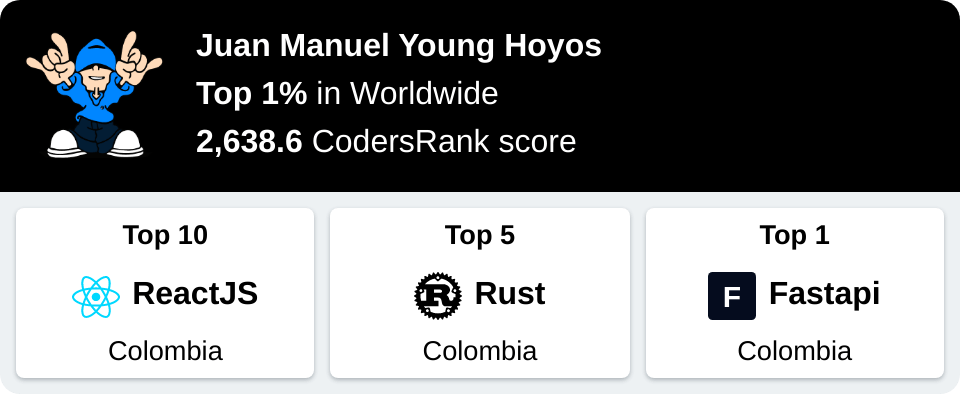 Juan Manuel Young Hoyos
Top 1% in Worldwide
2,638.6 CodersRank score
Top 10
ReactJS
Colombia
Top 5
R Rust
Colombia
Top 1
F Fastapi
Colombia